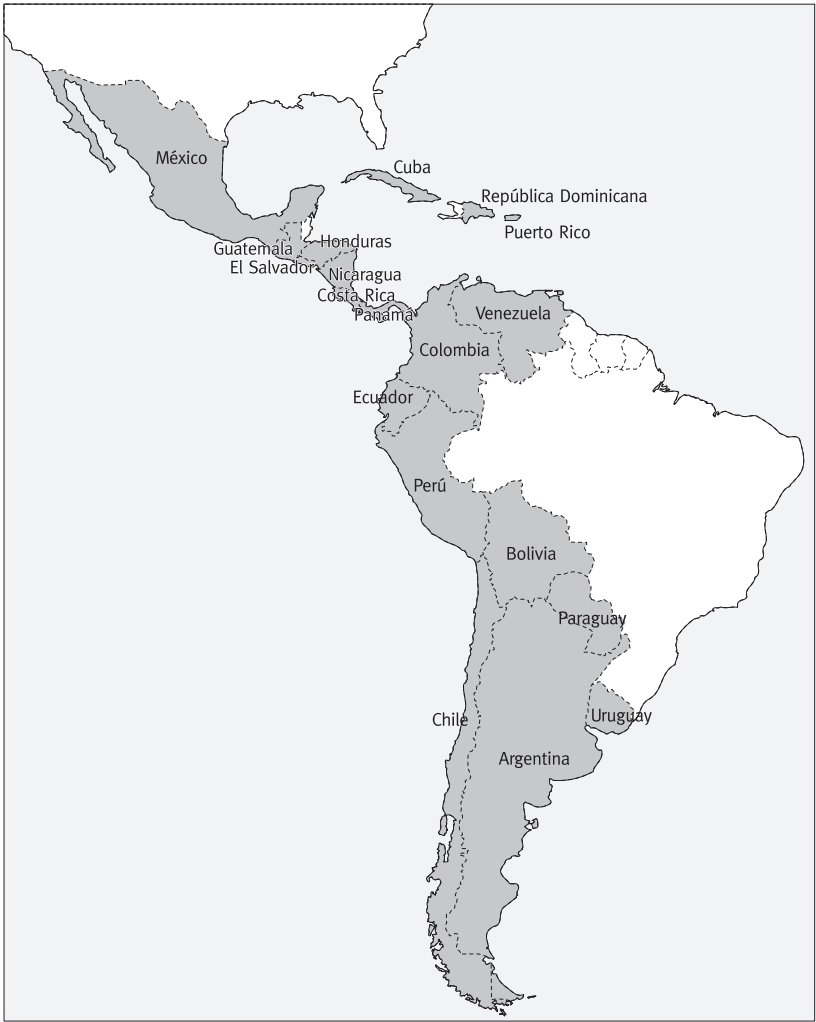 México
Cuba
República Dominicana
Puerto Rico
Guatemala
Honduras
El Salvador
Nicaragua
Costa Rica
Panamá
Venezuela
Colombia
Ecuador
Perú
Bolivia
Paraguay
Chile
Uruguay
Argentina